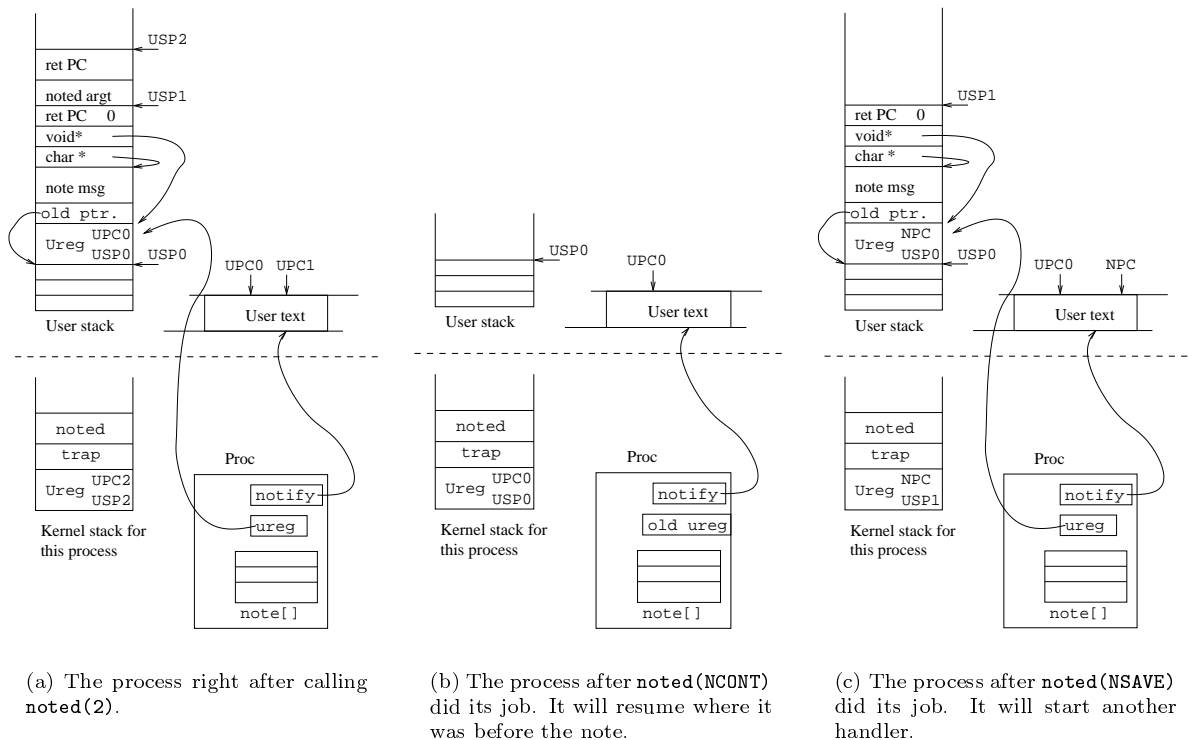 USP2
ret PC
noted argt
USP1
ret PC 0
void*
char *
note msg
old ptr.
Ureg
UPC0
USP0
USP0
UPC0
UPC1
User text
User stack
noted
trap
Ureg
UPC2
USP2
Kernel stack for
this process
Proc
notify
ureg
note[]
(a) The process right after calling
noted(2).
USP0
UPC0
User text
User stack
noted
trap
Ureg
UPC0
USP0
Kernel stack for
this process
Proc
notify
old ureg
note[]
(b) The process after noted(NCONT)
did its job. It will resume where it
was before the note.
USP1
ret PC 0
void*
char *
note msg
old ptr.
Ureg
NPC
USP0
USP0
UPC0
NPC
User text
User stack
noted
trap
Ureg
NPC
USP1
Kernel stack for
this process
Proc
notify
ureg
note[]
(c) The process after noted(NSAVE)
did its job. It will start another
handler.